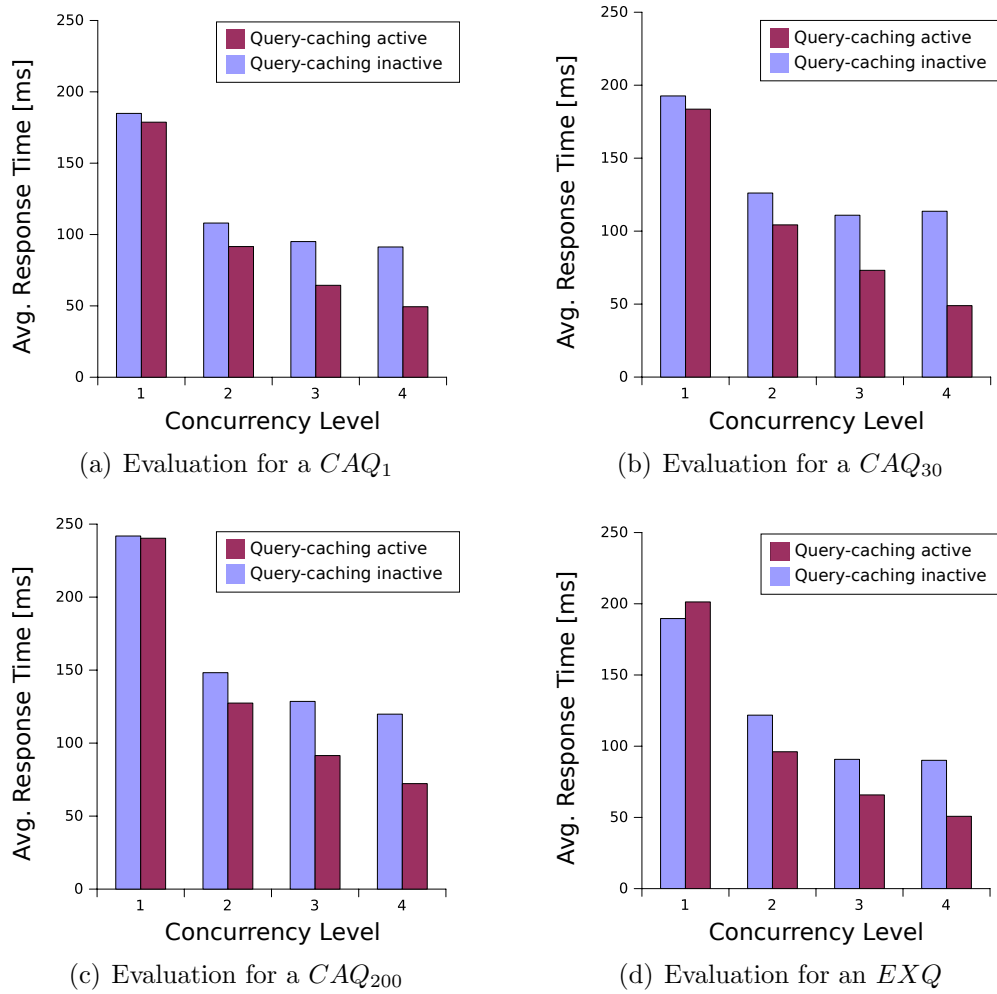 250
200
150
100
50
0
Avg. Response Time [ms]
Query-caching active
Query-caching inactive
1 2 3 4
Concurrency Level
(a) Evaluation for a CAQ1
250
200
150
100
50
0
Avg. Response Time [ms]
Query-caching active
Query-caching inactive
1 2 3 4
Concurrency Level
(b) Evaluation for a CAQ30
250
200
150
100
50
0
Avg. Response Time [ms]
Query-caching active
Query-caching inactive
1 2 3 4
Concurrency Level
(c) Evaluation for a CAQ200
250
200
150
100
50
0
Avg. Response Time [ms]
Query-caching active
Query-caching inactive
1 2 3 4
Concurrency Level
(d) Evaluation for an EXQ